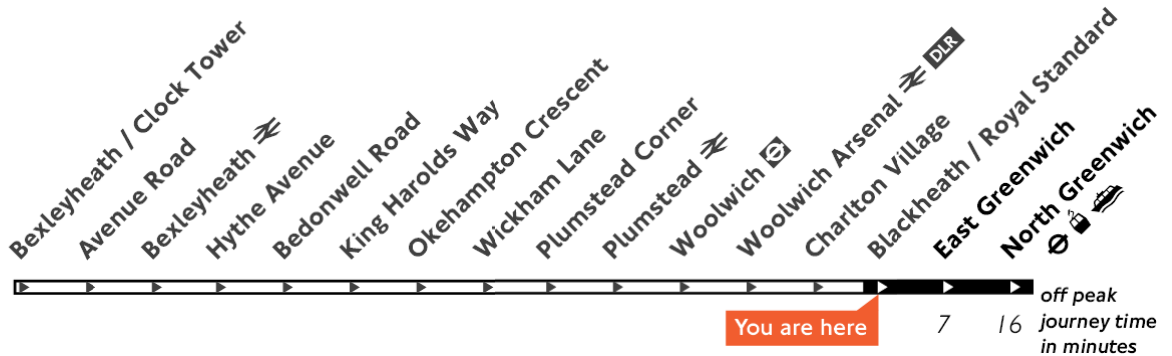 Bexleyheath / Clock Tower
Avenue Road
Bexleyheath
Hythe Avenue
Bedonwell Road
King Harolds Way
Okehampton Crescent
Wickham Lane
Plumstead Corner
Plumstead
Woolwich
Woolwich Arsenal DLR
Charlton Village
Blackheath / Royal Standard
East Greenwich
North Greenwich
You are here
7
16
off peak
journey time
in minutes